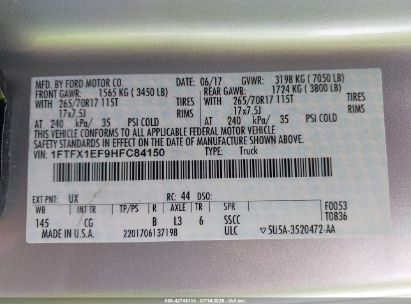 MFD. BY FORD MOTOR CO.
DATE: 06/17 GVWR: 3198 KG ( 7050 LB)
FRONT GAWR: 1565 KG ( 3450 LB) REAR GAWR: 1724 KG ( 3800 LB)
WITH 265/70R17 115T TIRES WITH 265/70R17 115T TIRES
17x7.5J RIMS 17x7.5J RIMS
AT 240 kPa/ 35 PSI COLD AT 240 kPa/ 35 PSI COLD
THIS VEHICLE CONFORMS TO ALL APPLICABLE FEDERAL MOTOR VEHICLE
SAFETY STANDARDS IN EFFECT ON THE DATE OF MANUFACTURE SHOWN ABOVE.
VIN: 1FTFX1EF9HFC84150 TYPE: Truck
EXT PNT: UX RC: 44 DSO:
WB INT TR TP/PS R AXLE TR SPR F0053
145 CG B L3 6 SSCC T0836
MADE IN U.S.A. 2201706137198 ULC 5U5A-3520472-AA